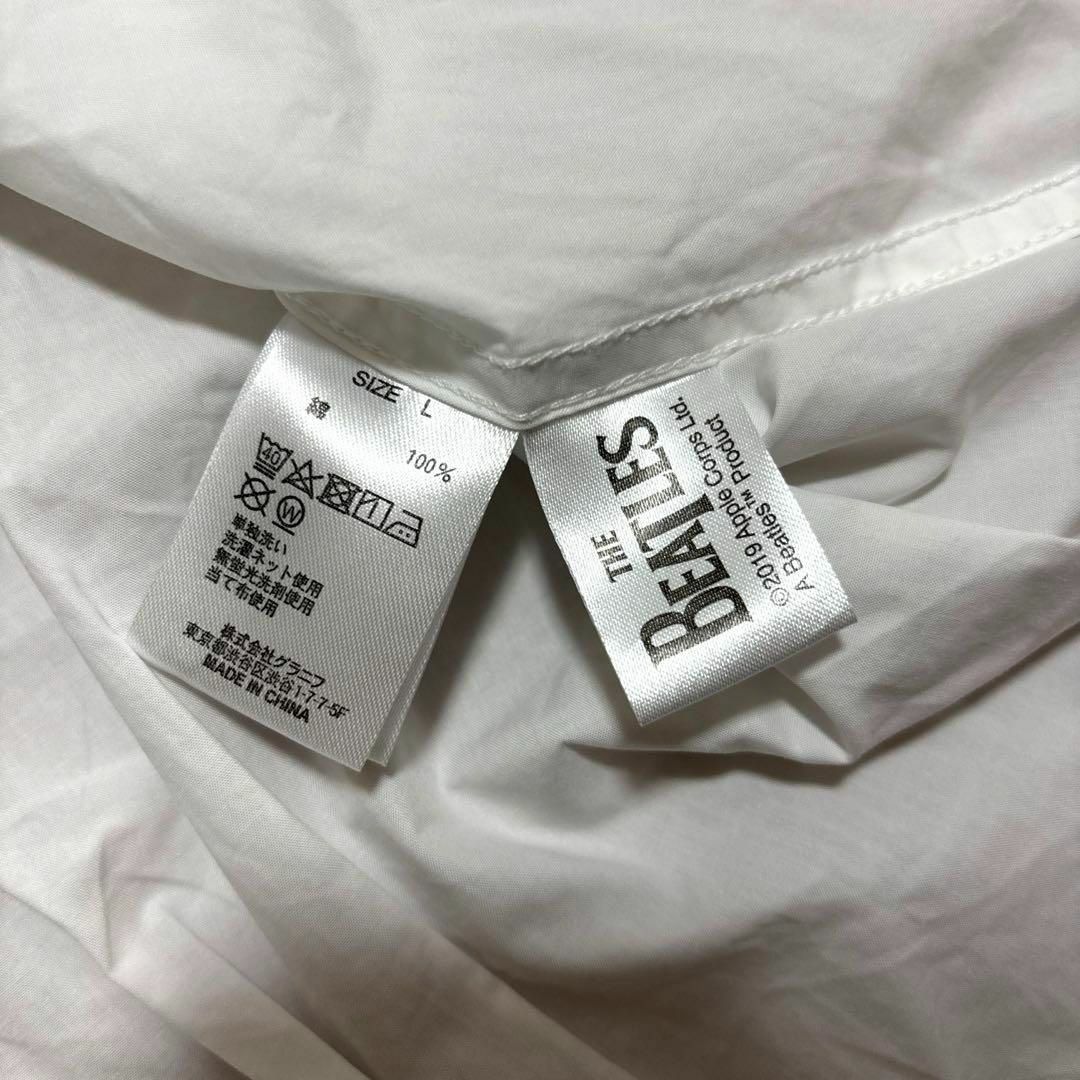 SIZE L
綿 100%
40
W
単独洗い
洗濯ネット使用
無蛍光洗剤使用
当て布使用
株式会社グラニフ
東京都渋谷区渋谷1-7-7-5F
MADE IN CHINA
THE
BEATLES
©2019 Apple Corps Ltd.
A Beatles™ Product